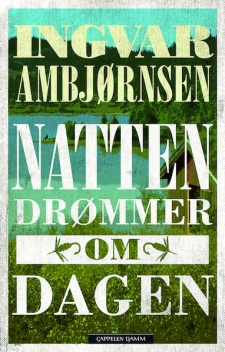 INGVAR
AMBJØRNSEN
NATTEN
DRØMMER
OM
DAGEN
CAPPELEN DAMM